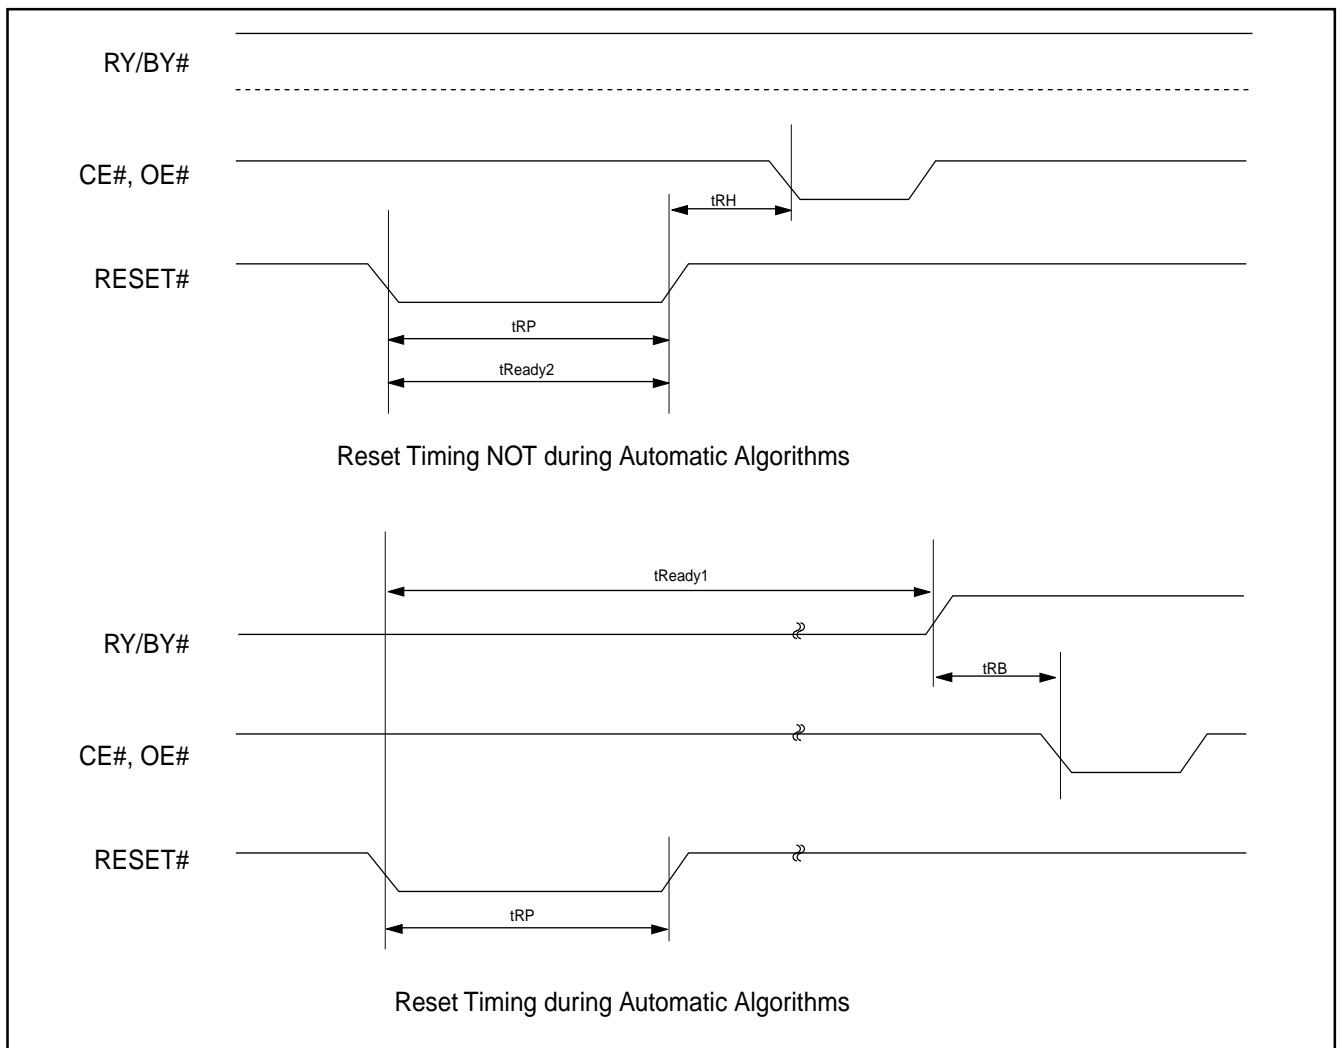 RY/BY#
CE#, OE#
tRH
RESET#
tRP
tReady2
Reset Timing NOT during Automatic Algorithms
tReady1
RY/BY#
tRB
CE#, OE#
RESET#
tRP
Reset Timing during Automatic Algorithms